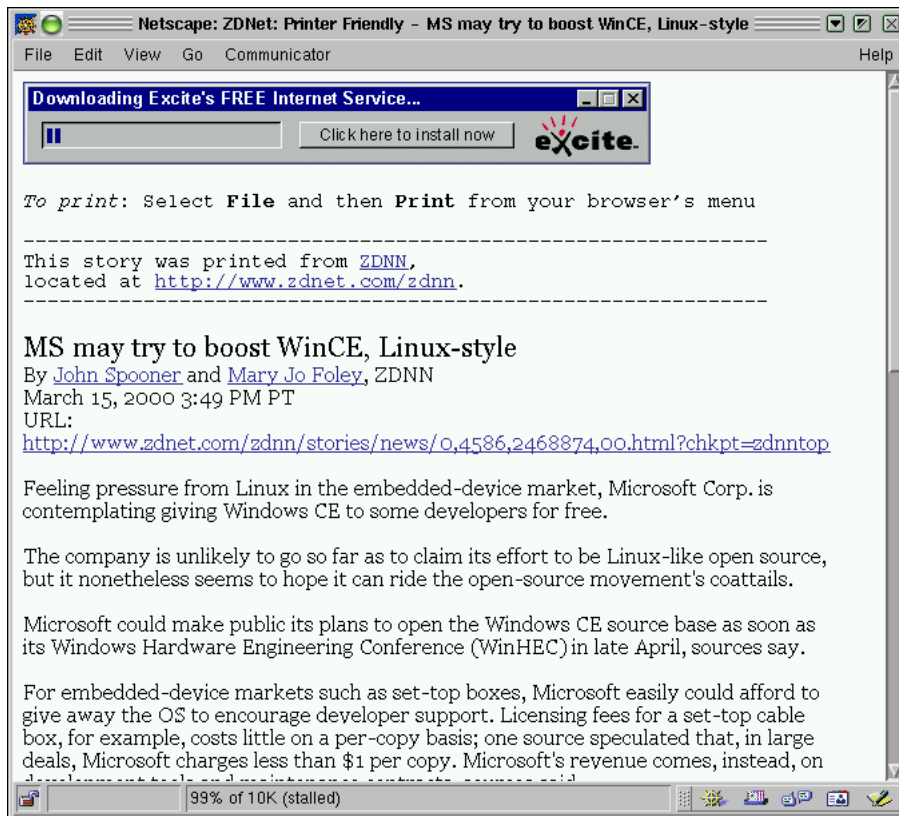 Netscape: ZDNet: Printer Friendly - MS may try to boost WinCE, Linux-style
File Edit View Go Communicator Help
Downloading Excite's FREE Internet Service...
Click here to install now excite
To print: Select File and then Print from your browser's menu
---------------------------------------------------------------
This story was printed from ZDNN,
located at http://www.zdnet.com/zdnn.
---------------------------------------------------------------
MS may try to boost WinCE, Linux-style
By John Spooner and Mary Jo Foley, ZDNN
March 15, 2000 3:49 PM PT
URL:
http://www.zdnet.com/zdnn/stories/news/0,4586,2468874,00.html?chkpt=zdnntop
Feeling pressure from Linux in the embedded-device market, Microsoft Corp. is
contemplating giving Windows CE to some developers for free.
The company is unlikely to go so far as to claim its effort to be Linux-like open source,
but it nonetheless seems to hope it can ride the open-source movement's coattails.
Microsoft could make public its plans to open the Windows CE source base as soon as
its Windows Hardware Engineering Conference (WinHEC) in late April, sources say.
For embedded-device markets such as set-top boxes, Microsoft easily could afford to
give away the OS to encourage developer support. Licensing fees for a set-top cable
box, for example, costs little on a per-copy basis; one source speculated that, in large
deals, Microsoft charges less than $1 per copy. Microsoft's revenue comes, instead, on
development tools and maintenance contracts, sources said.
99% of 10K (stalled)